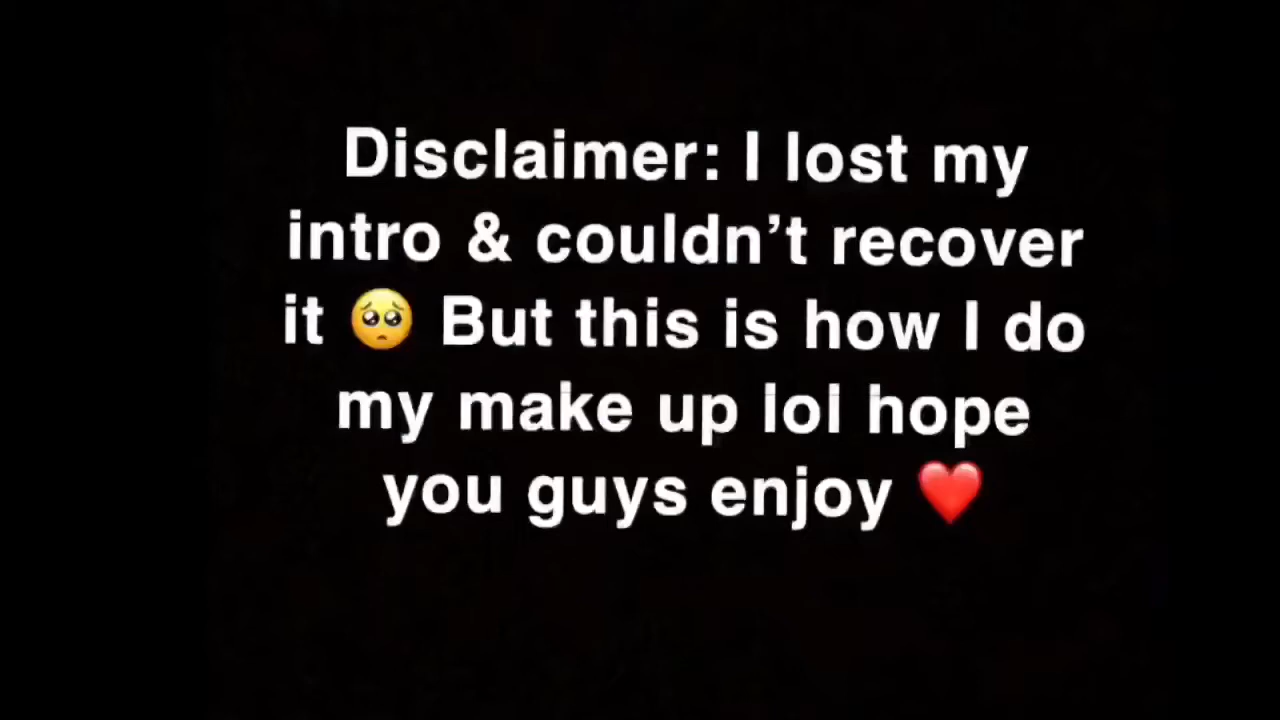 Disclaimer: I lost my
intro & couldn’t recover
it 🥺 But this is how I do
my make up lol hope
you guys enjoy ❤️